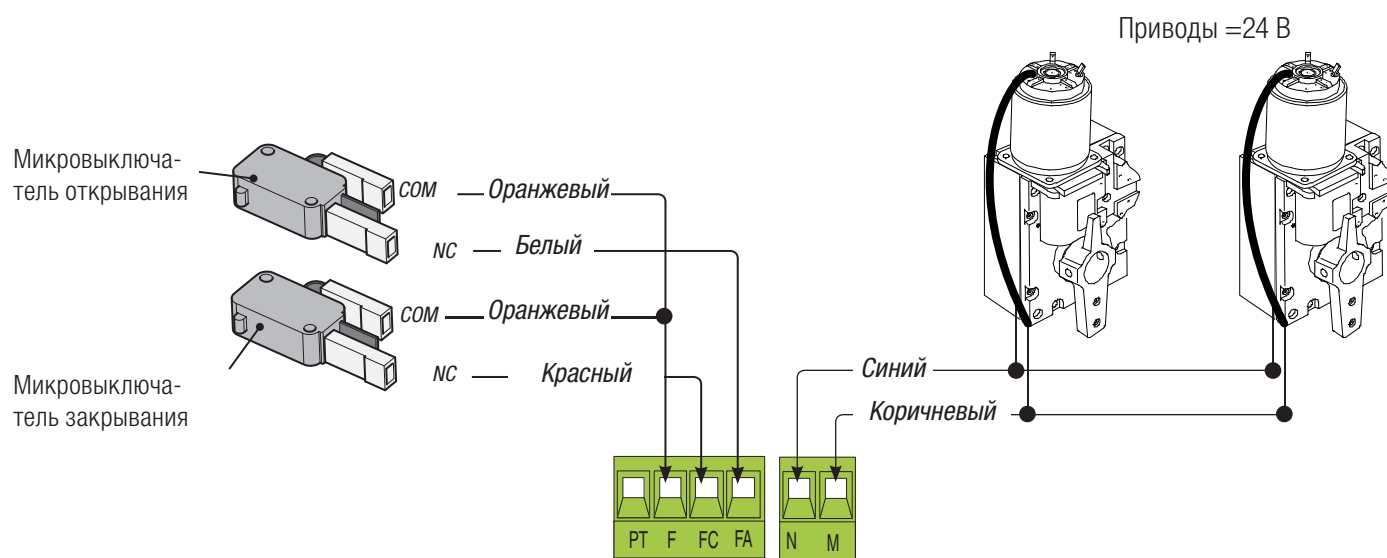 Приводы =24 В
Микровыключа-
тель открывания
COM Оранжевый
NC Белый
COM Оранжевый
NC Красный
Микровыключа-
тель закрывания
Синий
Коричневый
PT F FC FA N M